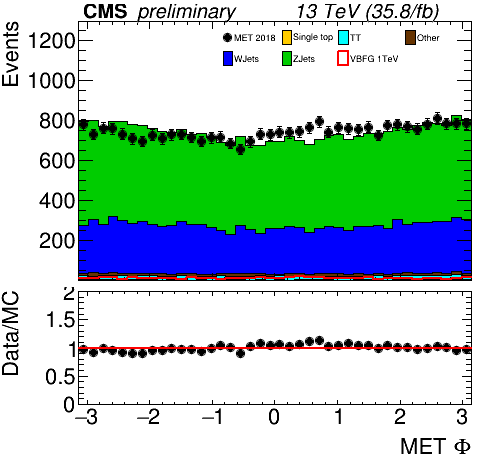 CMS preliminary 13 TeV (35.8/fb)
Events
1200
1000
800
600
400
200
MET 2018 Single top TT Other
WJets ZJets VBFG 1TeV
Data/MC
2
1.5
1
0.5
0
−3 −2 −1 0 1 2 3
MET Φ